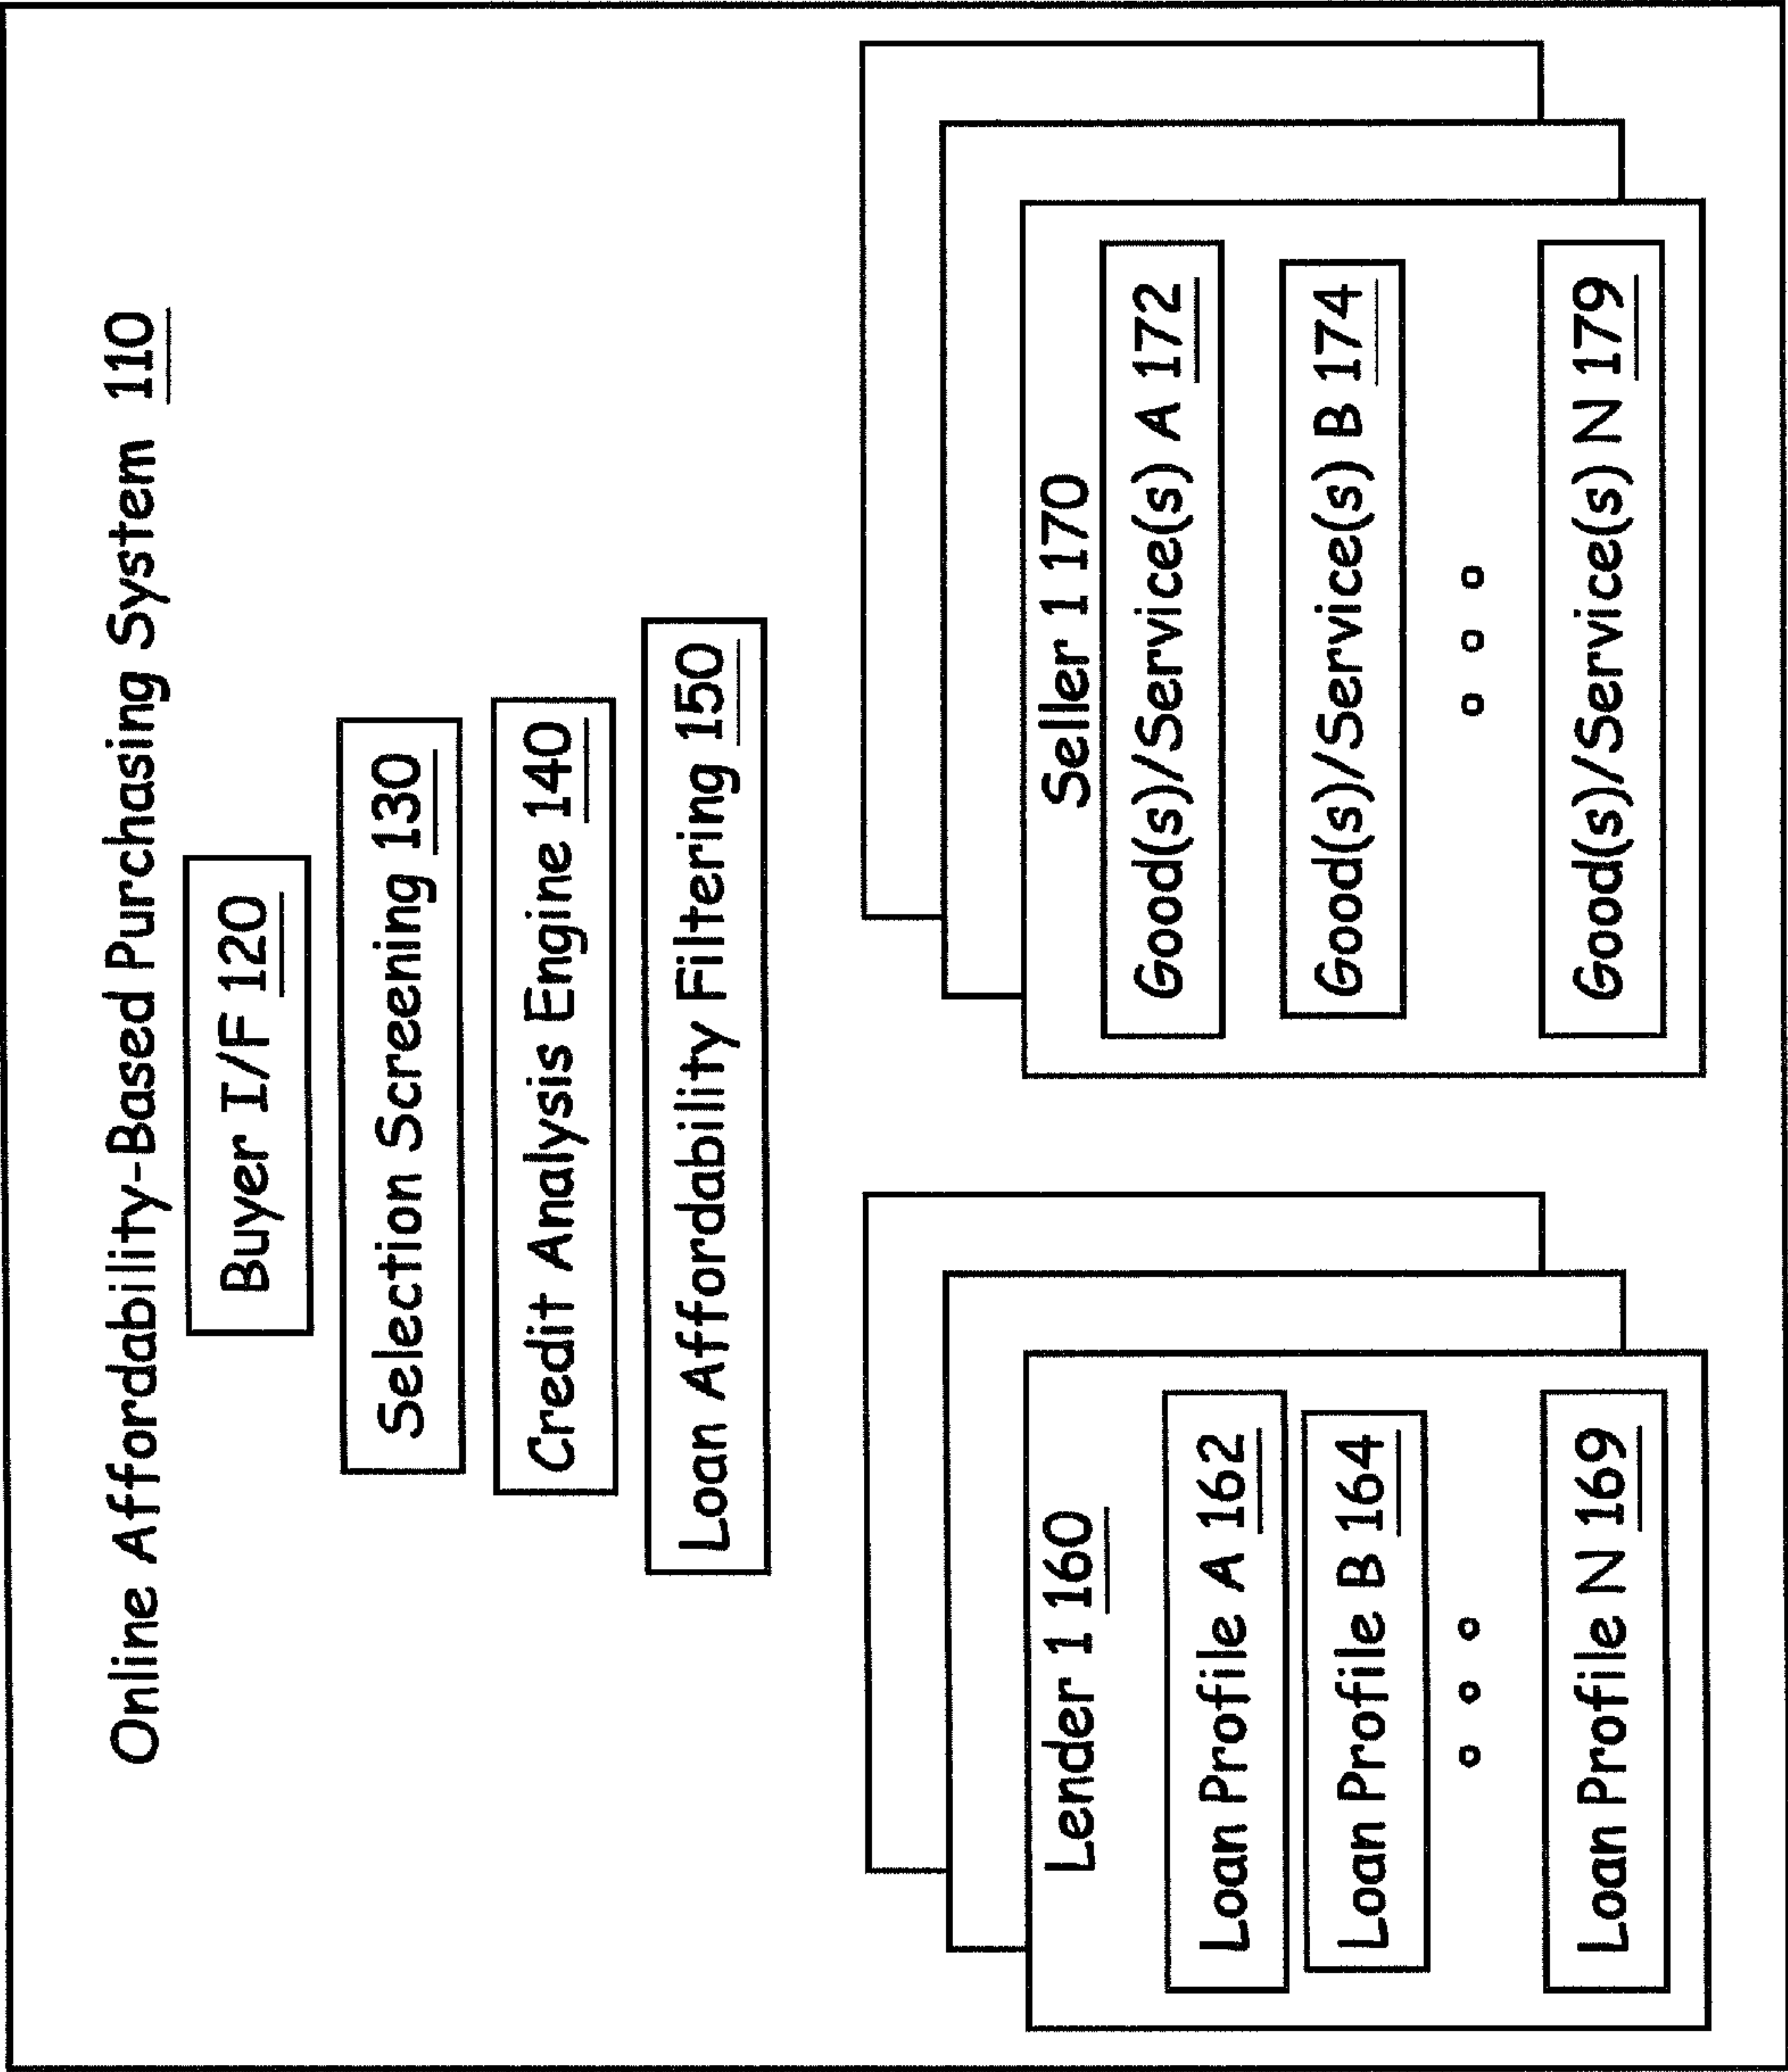 Online Affordability-Based Purchasing System 110
Buyer I/F 120
Selection Screening 130
Credit Analysis Engine 140
Loan Affordability Filtering 150
Lender 1 160
Loan Profile A 162
Loan Profile B 164
Loan Profile N 169
Seller 1 170
Good(s)/Service(s) A 172
Good(s)/Service(s) B 174
Good(s)/Service(s) N 179